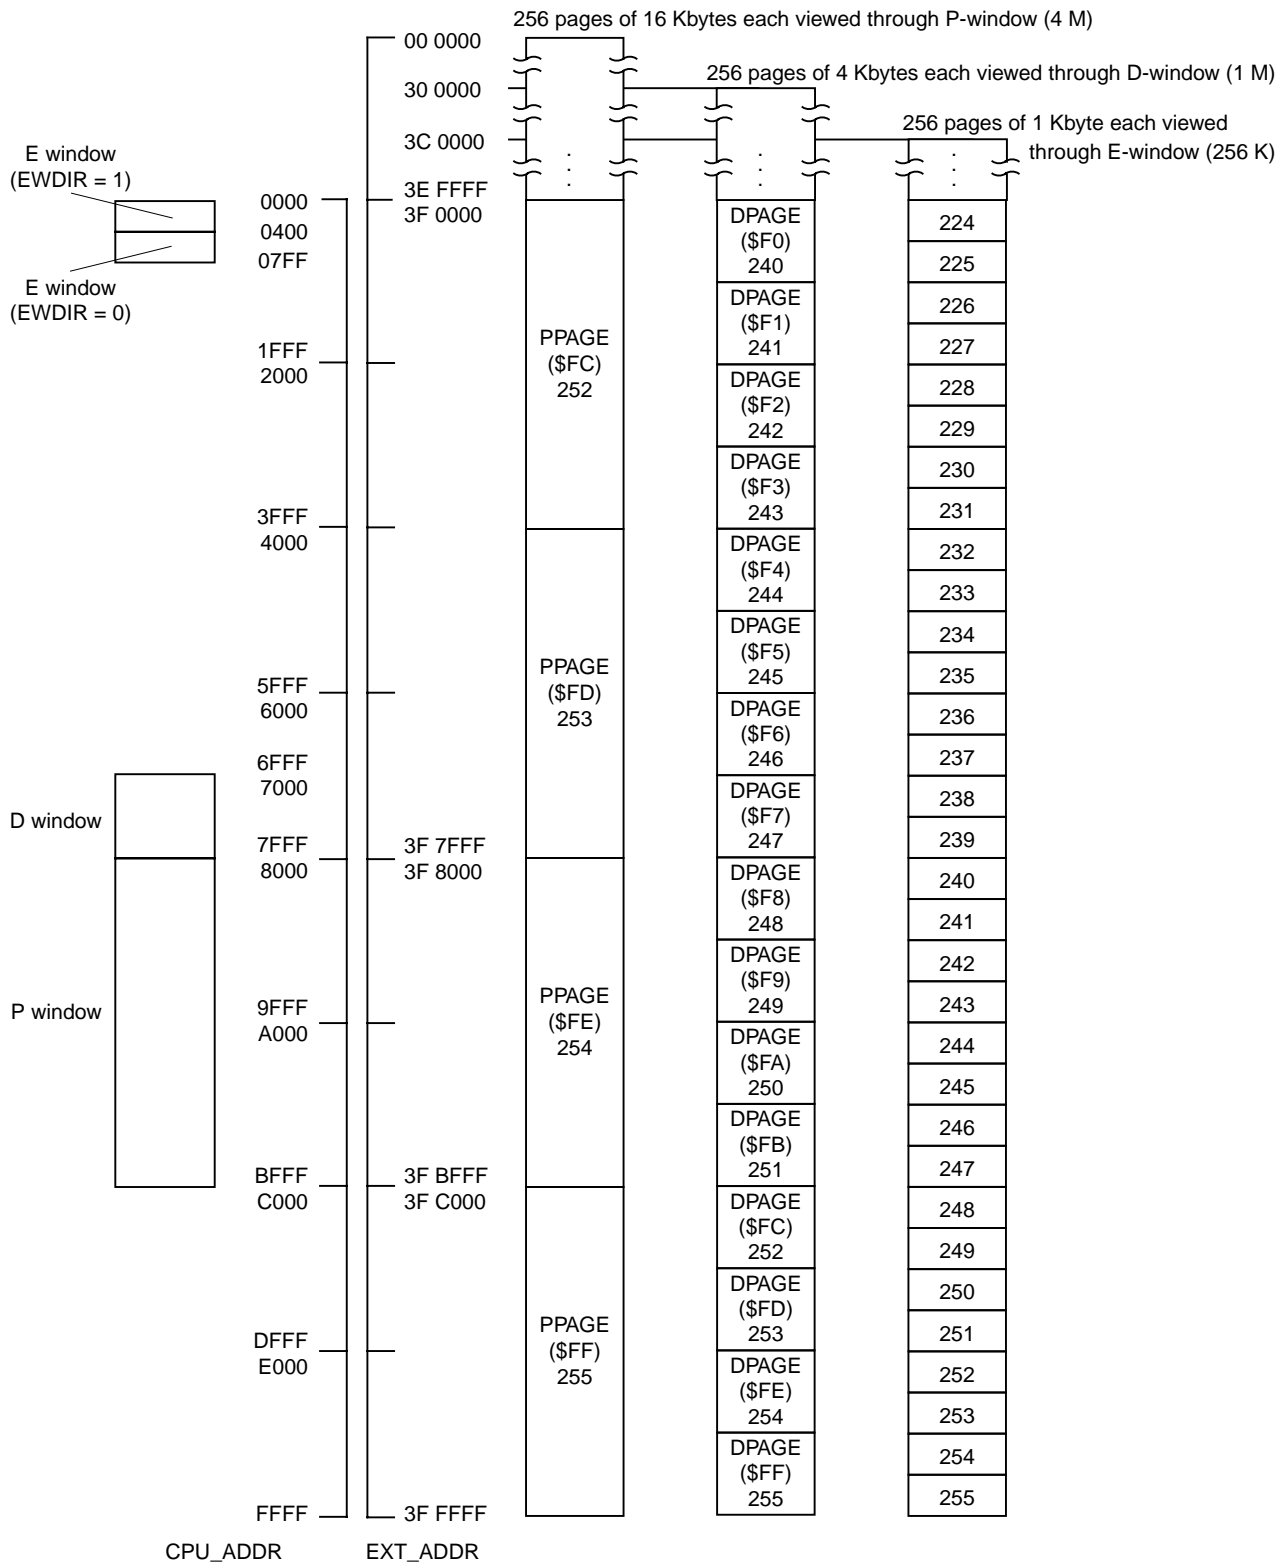 256 pages of 16 Kbytes each viewed through P-window (4 M)
256 pages of 4 Kbytes each viewed through D-window (1 M)
256 pages of 1 Kbyte each viewed
through E-window (256 K)
E window
(EWDIR = 1)
E window
(EWDIR = 0)
D window
P window
0000
0400
07FF
1FFF
2000
3FFF
4000
5FFF
6000
6FFF
7000
7FFF
8000
9FFF
A000
BFFF
C000
DFFF
E000
FFFF
CPU_ADDR
00 0000
30 0000
3C 0000
3E FFFF
3F 0000
3F 7FFF
3F 8000
3F BFFF
3F C000
3F FFFF
EXT_ADDR
PPAGE
($FC)
252
PPAGE
($FD)
253
PPAGE
($FE)
254
PPAGE
($FF)
255
DPAGE
($F0)
240
DPAGE
($F1)
241
DPAGE
($F2)
242
DPAGE
($F3)
243
DPAGE
($F4)
244
DPAGE
($F5)
245
DPAGE
($F6)
246
DPAGE
($F7)
247
DPAGE
($F8)
248
DPAGE
($F9)
249
DPAGE
($FA)
250
DPAGE
($FB)
251
DPAGE
($FC)
252
DPAGE
($FD)
253
DPAGE
($FE)
254
DPAGE
($FF)
255
224
225
226
227
228
229
230
231
232
233
234
235
236
237
238
239
240
241
242
243
244
245
246
247
248
249
250
251
252
253
254
255